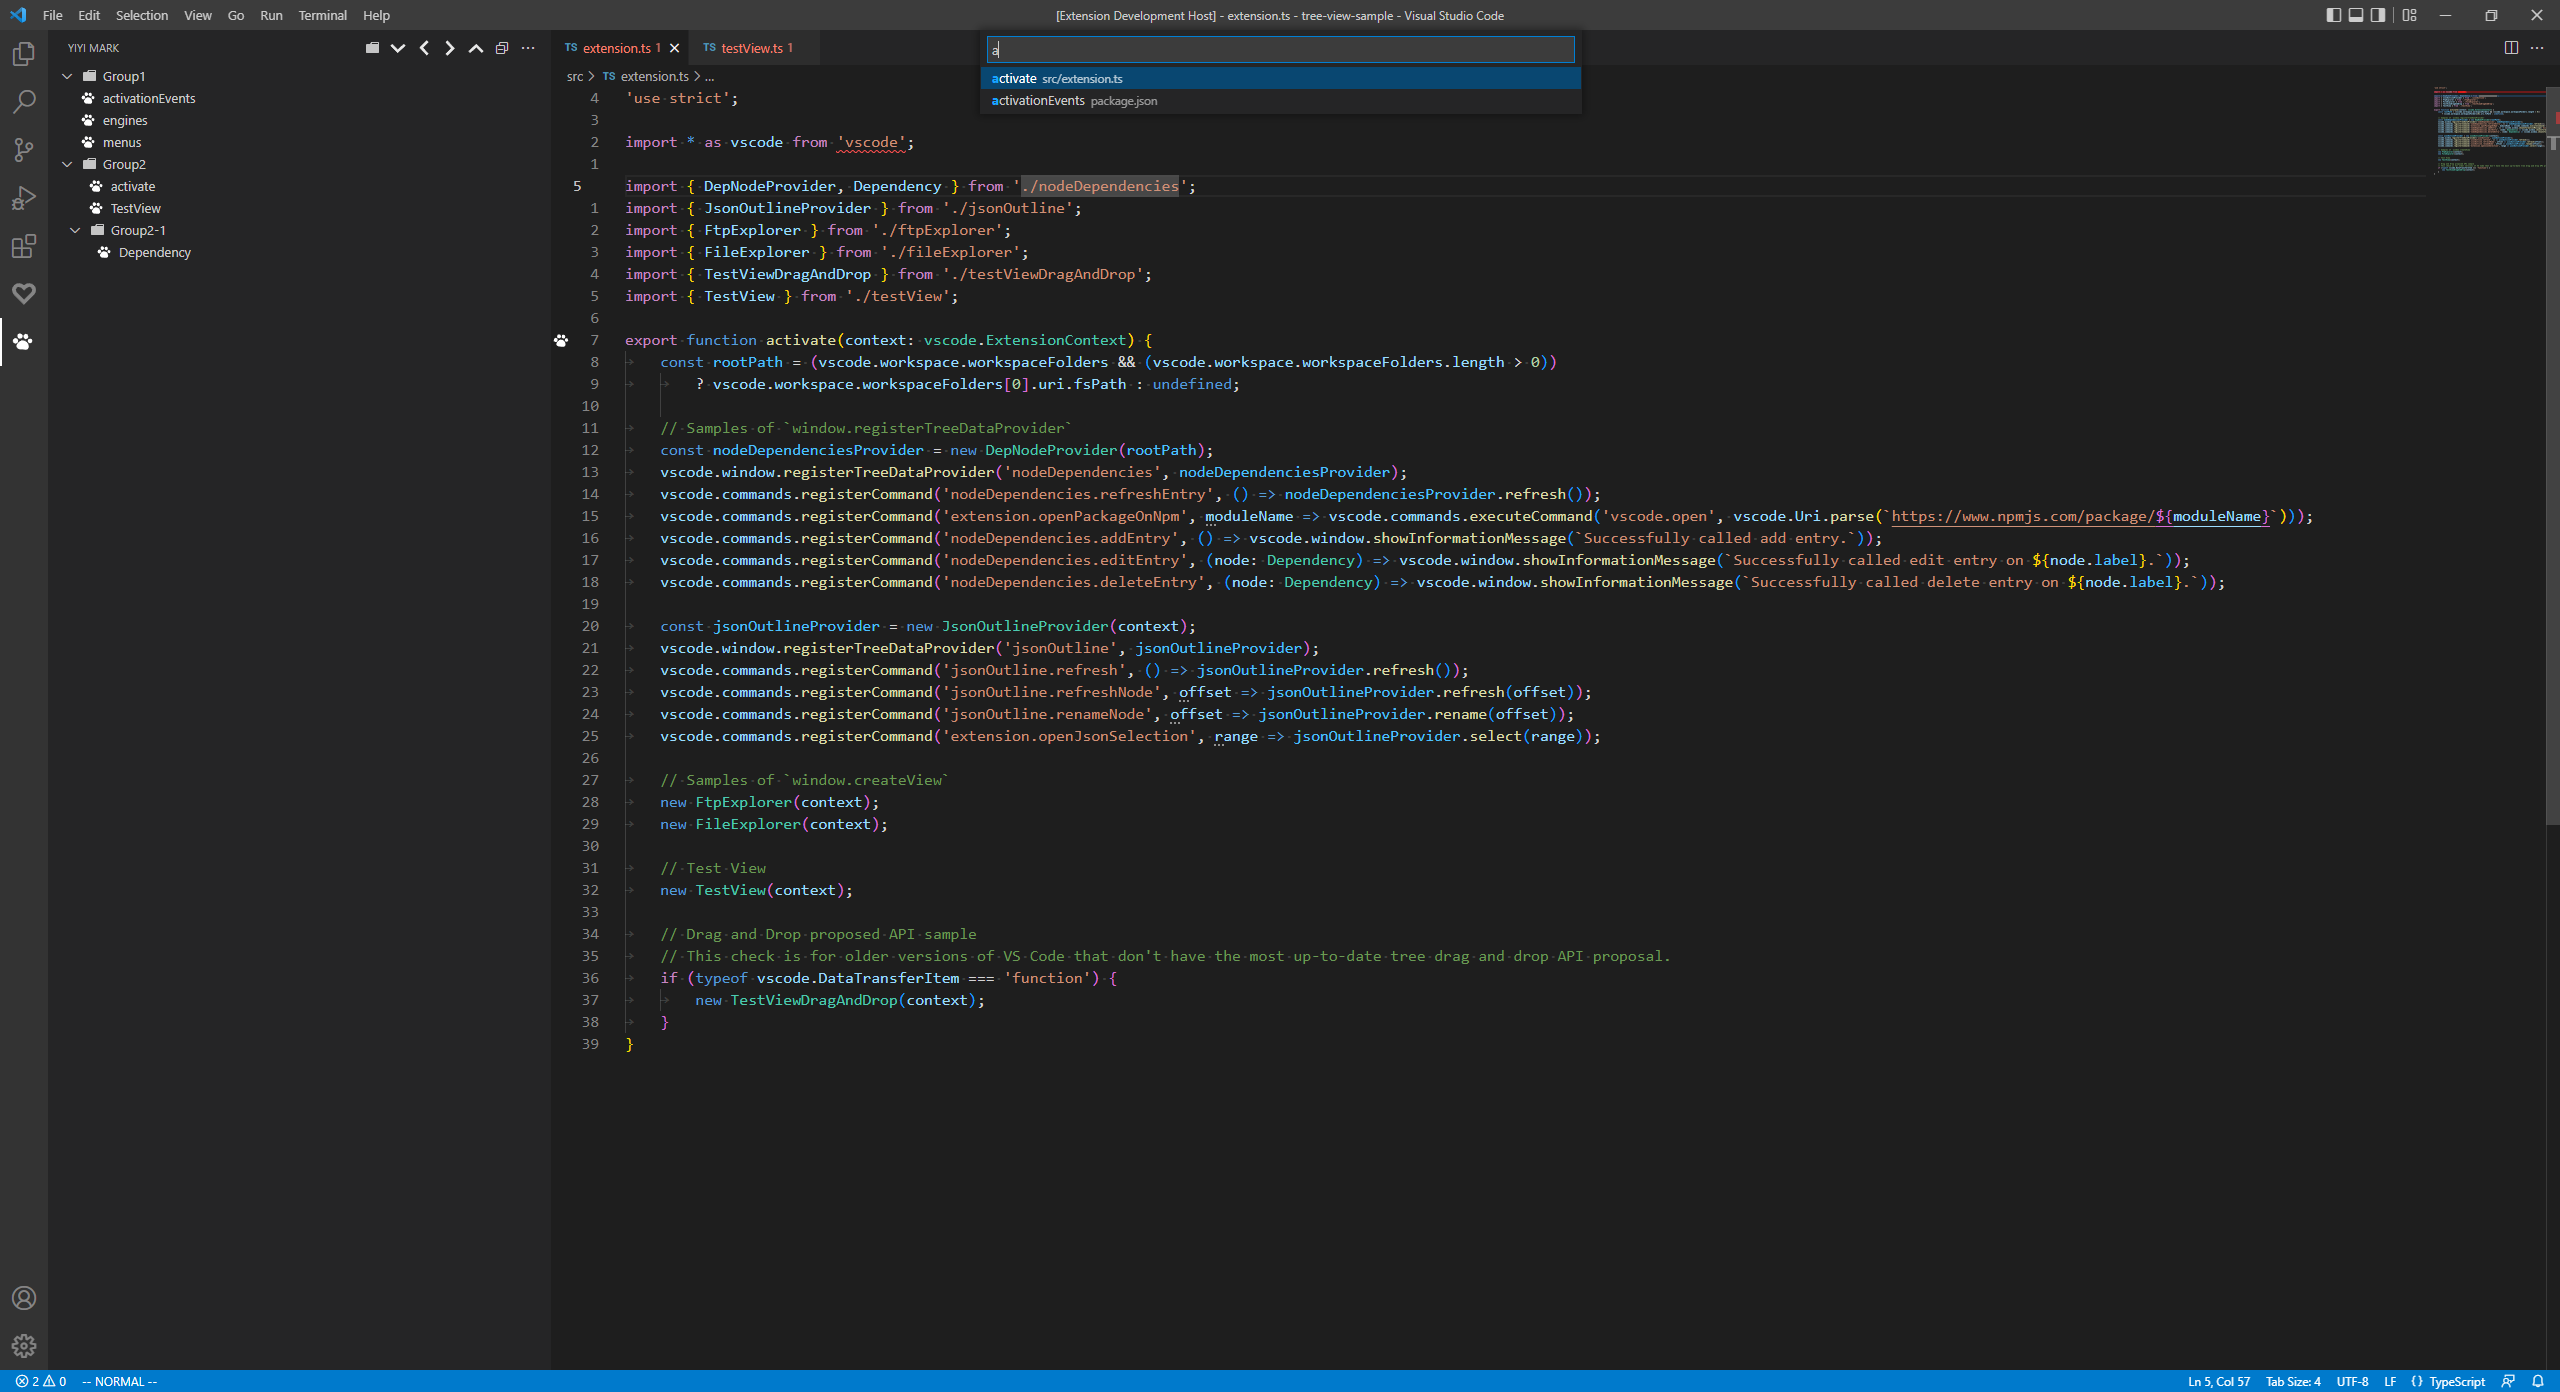 File Edit Selection View Go Run Terminal Help
[Extension Development Host] - extension.ts - tree-view-sample - Visual Studio Code
YIYI MARK
Group1
activationEvents
engines
menus
Group2
activate
TestView
Group2-1
Dependency
TS extension.ts 1
TS testView.ts 1
a
activate src/extension.ts
activationEvents package.json
src > TS extension.ts > ...
4 'use strict';
3
2 import * as vscode from 'vscode';
1
5 import { DepNodeProvider, Dependency } from './nodeDependencies';
1 import { JsonOutlineProvider } from './jsonOutline';
2 import { FtpExplorer } from './ftpExplorer';
3 import { FileExplorer } from './fileExplorer';
4 import { TestViewDragAndDrop } from './testViewDragAndDrop';
5 import { TestView } from './testView';
6
7 export function activate(context: vscode.ExtensionContext) {
8 const rootPath = (vscode.workspace.workspaceFolders && (vscode.workspace.workspaceFolders.length > 0))
9 ? vscode.workspace.workspaceFolders[0].uri.fsPath : undefined;
10
11 // Samples of `window.registerTreeDataProvider`
12 const nodeDependenciesProvider = new DepNodeProvider(rootPath);
13 vscode.window.registerTreeDataProvider('nodeDependencies', nodeDependenciesProvider);
14 vscode.commands.registerCommand('nodeDependencies.refreshEntry', () => nodeDependenciesProvider.refresh());
15 vscode.commands.registerCommand('extension.openPackageOnNpm', moduleName => vscode.commands.executeCommand('vscode.open', vscode.Uri.parse(`https://www.npmjs.com/package/${moduleName}`)));
16 vscode.commands.registerCommand('nodeDependencies.addEntry', () => vscode.window.showInformationMessage(`Successfully called add entry.`));
17 vscode.commands.registerCommand('nodeDependencies.editEntry', (node: Dependency) => vscode.window.showInformationMessage(`Successfully called edit entry on ${node.label}.`));
18 vscode.commands.registerCommand('nodeDependencies.deleteEntry', (node: Dependency) => vscode.window.showInformationMessage(`Successfully called delete entry on ${node.label}.`));
19
20 const jsonOutlineProvider = new JsonOutlineProvider(context);
21 vscode.window.registerTreeDataProvider('jsonOutline', jsonOutlineProvider);
22 vscode.commands.registerCommand('jsonOutline.refresh', () => jsonOutlineProvider.refresh());
23 vscode.commands.registerCommand('jsonOutline.refreshNode', offset => jsonOutlineProvider.refresh(offset));
24 vscode.commands.registerCommand('jsonOutline.renameNode', offset => jsonOutlineProvider.rename(offset));
25 vscode.commands.registerCommand('extension.openJsonSelection', range => jsonOutlineProvider.select(range));
26
27 // Samples of `window.createView`
28 new FtpExplorer(context);
29 new FileExplorer(context);
30
31 // Test View
32 new TestView(context);
33
34 // Drag and Drop proposed API sample
35 // This check is for older versions of VS Code that don't have the most up-to-date tree drag and drop API proposal.
36 if (typeof vscode.DataTransferItem === 'function') {
37 new TestViewDragAndDrop(context);
38 }
39 }
2 0 -- NORMAL --
Ln 5, Col 57 Tab Size: 4 UTF-8 LF {} TypeScript